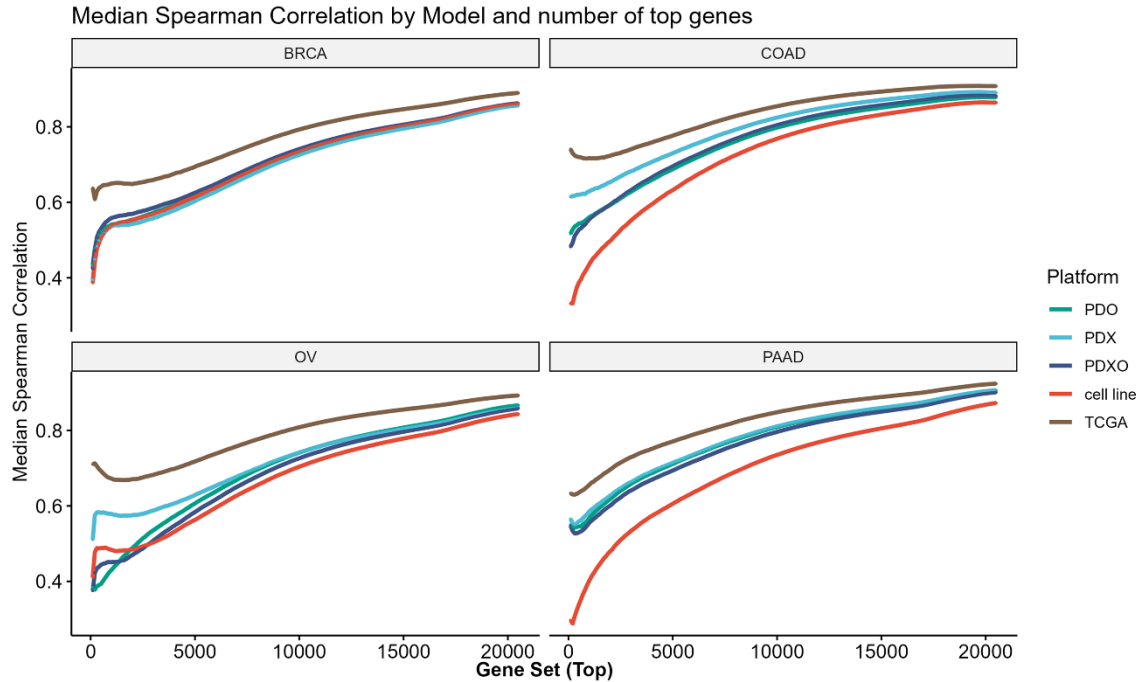 Median Spearman Correlation by Model and number of top genes
BRCA
COAD
0.8
0.6
0.4
Median Spearman Correlation
OV
PAAD
0.8
0.6
0.4
0
5000
10000
15000
20000
0
5000
10000
15000
20000
Gene Set (Top)
Platform
PDO
PDX
PDXO
cell line
TCGA